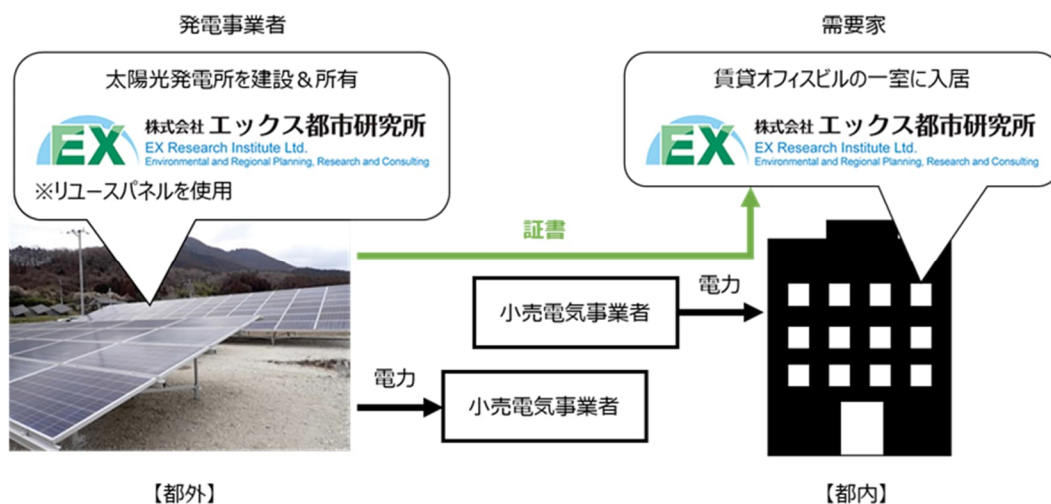 発電事業者
太陽光発電所を建設&所有
EX 株式会社 エックス都市研究所
EX Research Institute Ltd.
Environmental and Regional Planning, Research and Consulting
※リユースパネルを使用
需要家
賃貸オフィスビルの一室に入居
EX 株式会社 エックス都市研究所
EX Research Institute Ltd.
Environmental and Regional Planning, Research and Consulting
証書
小売電気事業者
電力
電力
小売電気事業者
【都外】
【都内】